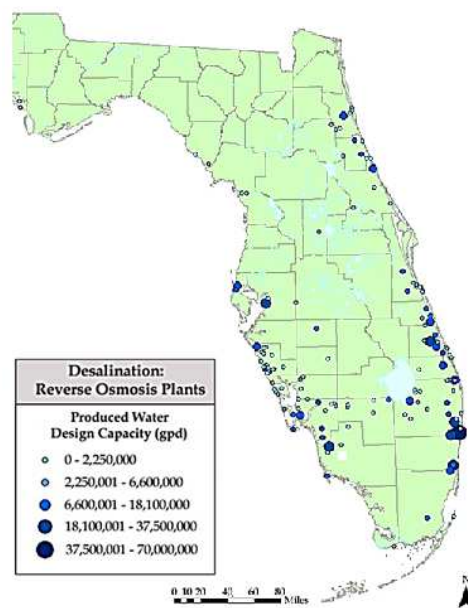 Desalination:
Reverse Osmosis Plants
Produced Water
Design Capacity (gpd)
0 - 2,250,000
2,250,001 - 6,600,000
6,600,001 - 18,100,000
18,100,001 - 37,500,000
37,500,001 - 70,000,000
N
0 10 20 40 60 80
Miles